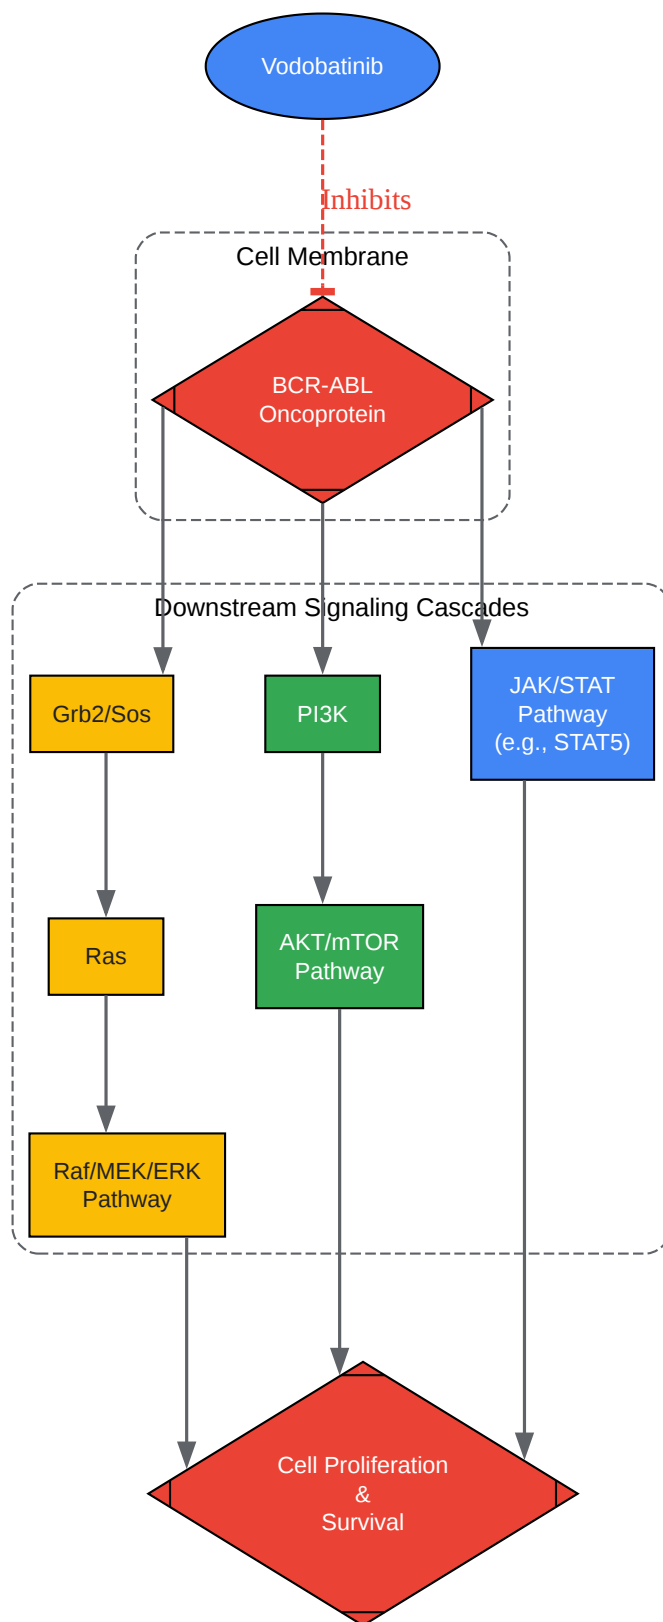 Vodobatinib
Inhibits
Cell Membrane
BCR-ABL
Oncoprotein
Downstream Signaling Cascades
Grb2/Sos
PI3K
JAK/STAT
Pathway
(e.g., STAT5)
Ras
AKT/mTOR
Pathway
Raf/MEK/ERK
Pathway
Cell Proliferation
&
Survival